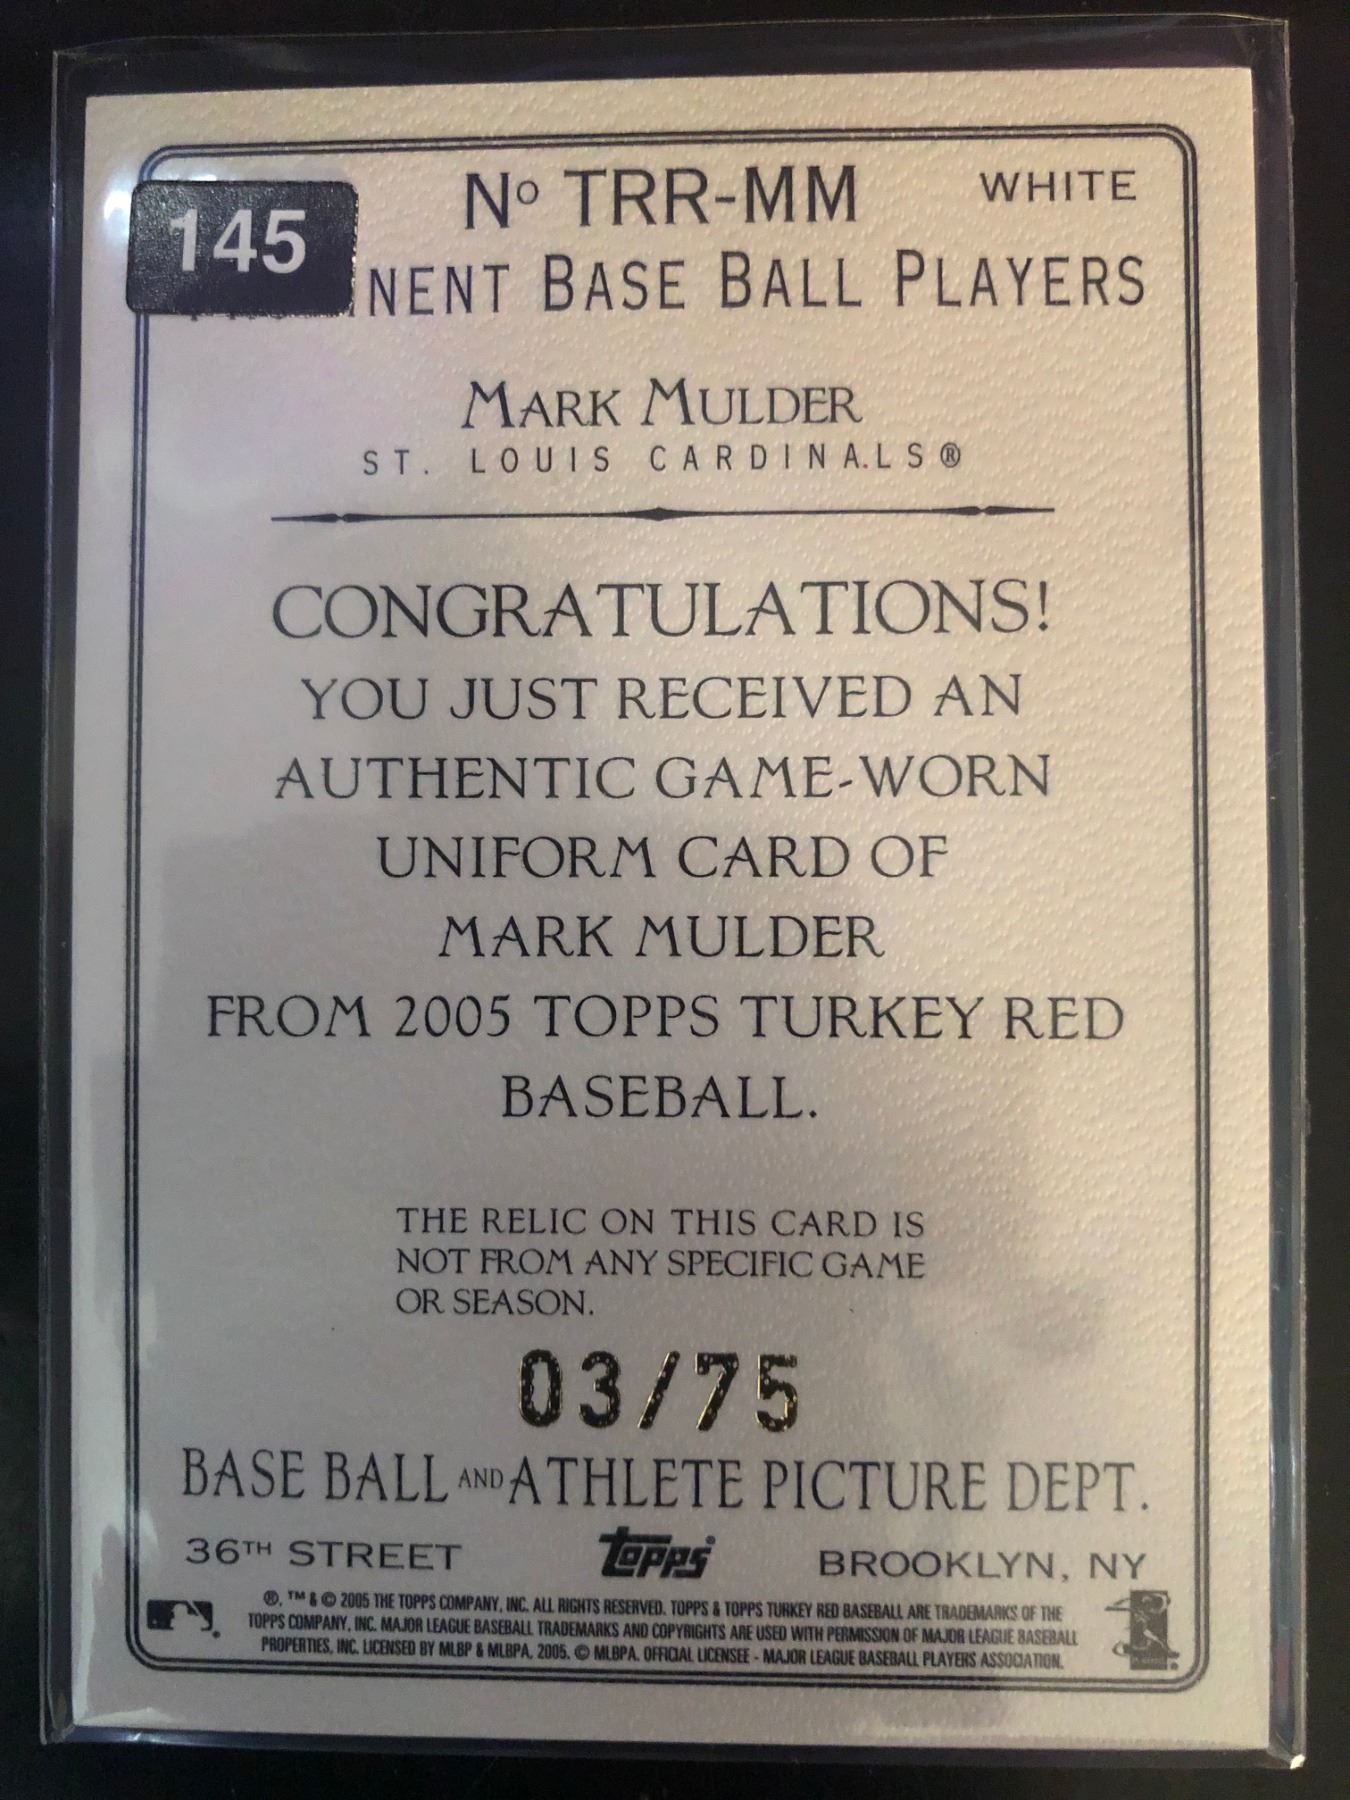 145
Nº TRR-MM WHITE
NENT BASE BALL PLAYERS
MARK MULDER
ST. LOUIS CARDINALS®
CONGRATULATIONS!
YOU JUST RECEIVED AN
AUTHENTIC GAME-WORN
UNIFORM CARD OF
MARK MULDER
FROM 2005 TOPPS TURKEY RED
BASEBALL.
THE RELIC ON THIS CARD IS
NOT FROM ANY SPECIFIC GAME
OR SEASON.
03/75
BASE BALL AND ATHLETE PICTURE DEPT.
36TH STREET topps BROOKLYN, NY
®, ™ & © 2005 THE TOPPS COMPANY, INC. ALL RIGHTS RESERVED. TOPPS & TOPPS TURKEY RED BASEBALL ARE TRADEMARKS OF THE
TOPPS COMPANY, INC. MAJOR LEAGUE BASEBALL TRADEMARKS AND COPYRIGHTS ARE USED WITH PERMISSION OF MAJOR LEAGUE BASEBALL
PROPERTIES, INC. LICENSED BY MLBP & MLBPA, 2005. © MLBPA. OFFICIAL LICENSEE - MAJOR LEAGUE BASEBALL PLAYERS ASSOCIATION.